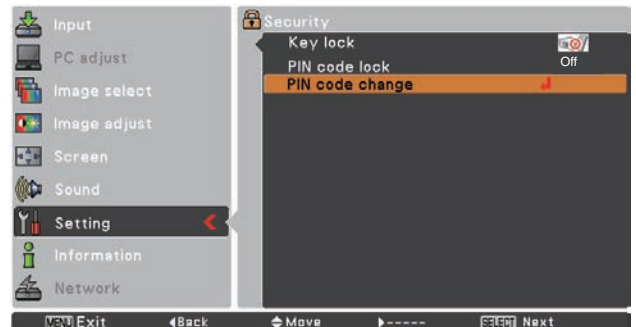 Input
PC adjust
Image select
Image adjust
Screen
Sound
Setting
Information
Network
Security
Key lock
PIN code lock Off
PIN code change
MENU Exit ◀Back Move ▶----- SELECT Next